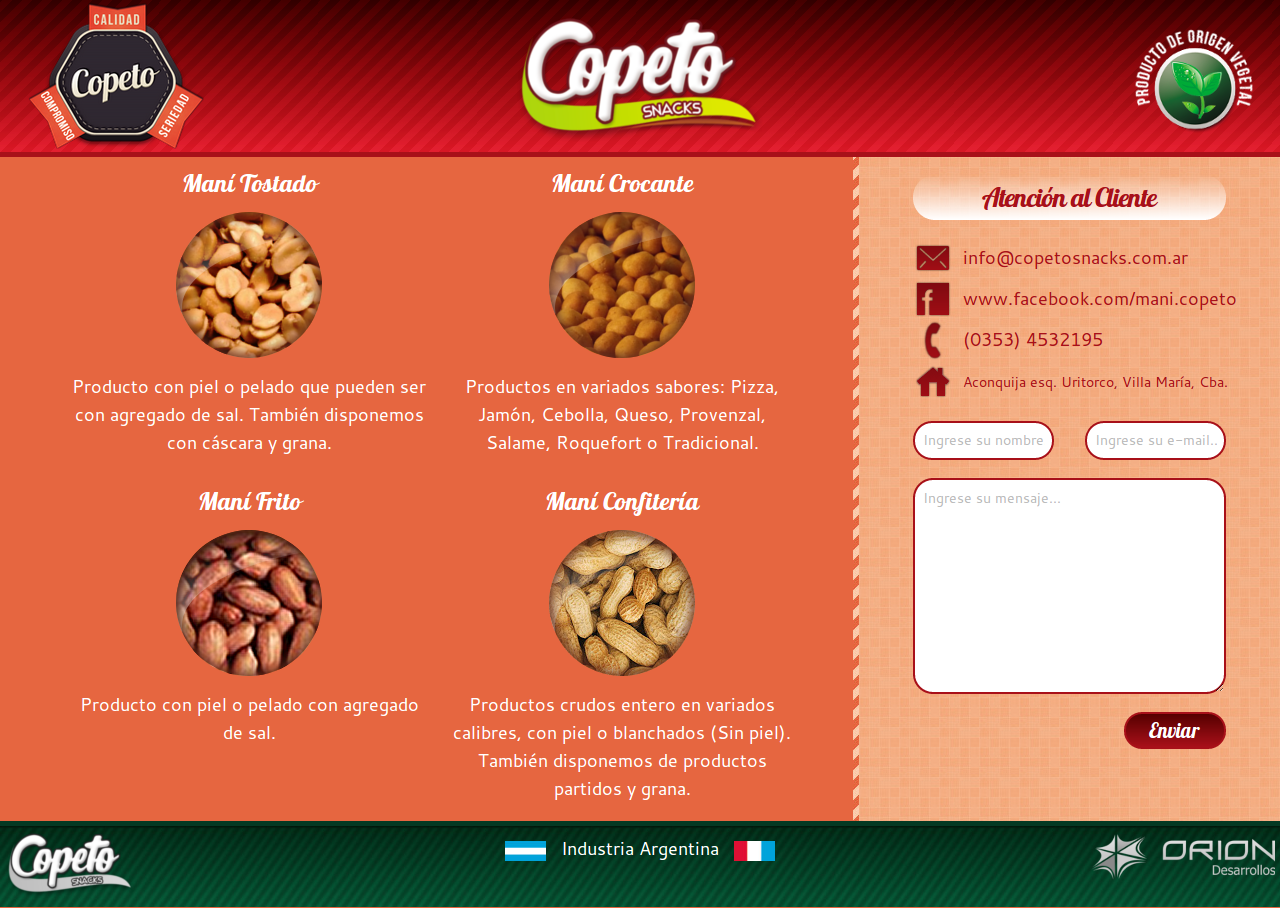 CALIDAD
Copeto
COMPROMISO
SERIEDAD
Copeto
SNACKS
PRODUCTO DE ORIGEN VEGETAL
Maní Tostado
Producto con piel o pelado que pueden ser
con agregado de sal. También disponemos
con cáscara y grana.
Maní Crocante
Productos en variados sabores: Pizza,
Jamón, Cebolla, Queso, Provenzal,
Salame, Roquefort o Tradicional.
Maní Frito
Producto con piel o pelado con agregado
de sal.
Maní Confitería
Productos crudos entero en variados
calibres, con piel o blanchados (Sin piel).
También disponemos de productos
partidos y grana.
Atención al Cliente
info@copetosnacks.com.ar
www.facebook.com/mani.copeto
(0353) 4532195
Aconquija esq. Uritorco, Villa María, Cba.
Ingrese su nombre
Ingrese su e-mail..
Ingrese su mensaje...
Enviar
Copeto
SNACKS
Industria Argentina
ORION
Desarrollos